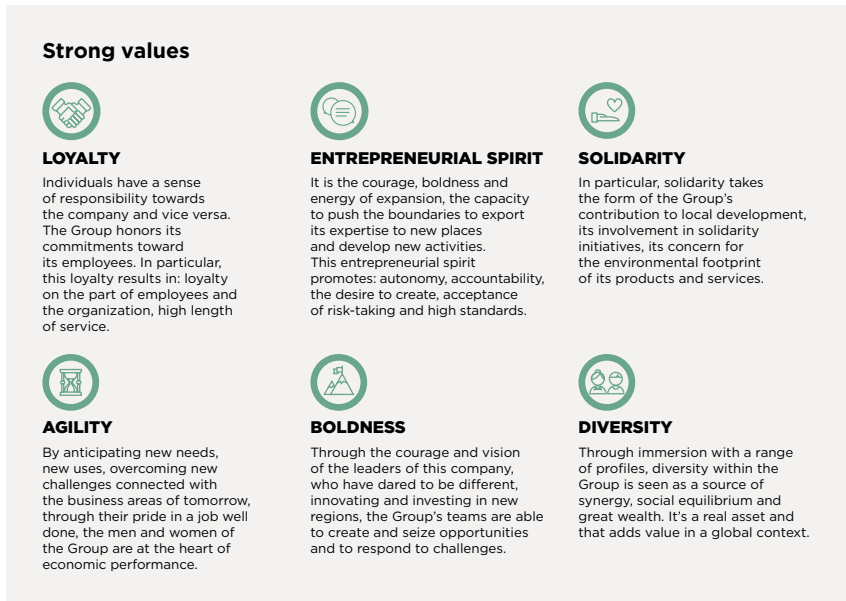 Strong values
LOYALTY
Individuals have a sense
of responsibility towards
the company and vice versa.
The Group honors its
commitments toward
its employees. In particular,
this loyalty results in: loyalty
on the part of employees and
the organization, high length
of service.
ENTREPRENEURIAL SPIRIT
It is the courage, boldness and
energy of expansion, the capacity
to push the boundaries to export
its expertise to new places
and develop new activities.
This entrepreneurial spirit
promotes: autonomy, accountability,
the desire to create, acceptance
of risk-taking and high standards.
SOLIDARITY
In particular, solidarity takes
the form of the Group's
contribution to local development,
its involvement in solidarity
initiatives, its concern for
the environmental footprint
of its products and services.
AGILITY
By anticipating new needs,
new uses, overcoming new
challenges connected with
the business areas of tomorrow,
through their pride in a job well
done, the men and women of
the Group are at the heart of
economic performance.
BOLDNESS
Through the courage and vision
of the leaders of this company,
who have dared to be different,
innovating and investing in new
regions, the Group's teams are able
to create and seize opportunities
and to respond to challenges.
DIVERSITY
Through immersion with a range
of profiles, diversity within the
Group is seen as a source of
synergy, social equilibrium and
great wealth. It's a real asset and
that adds value in a global context.